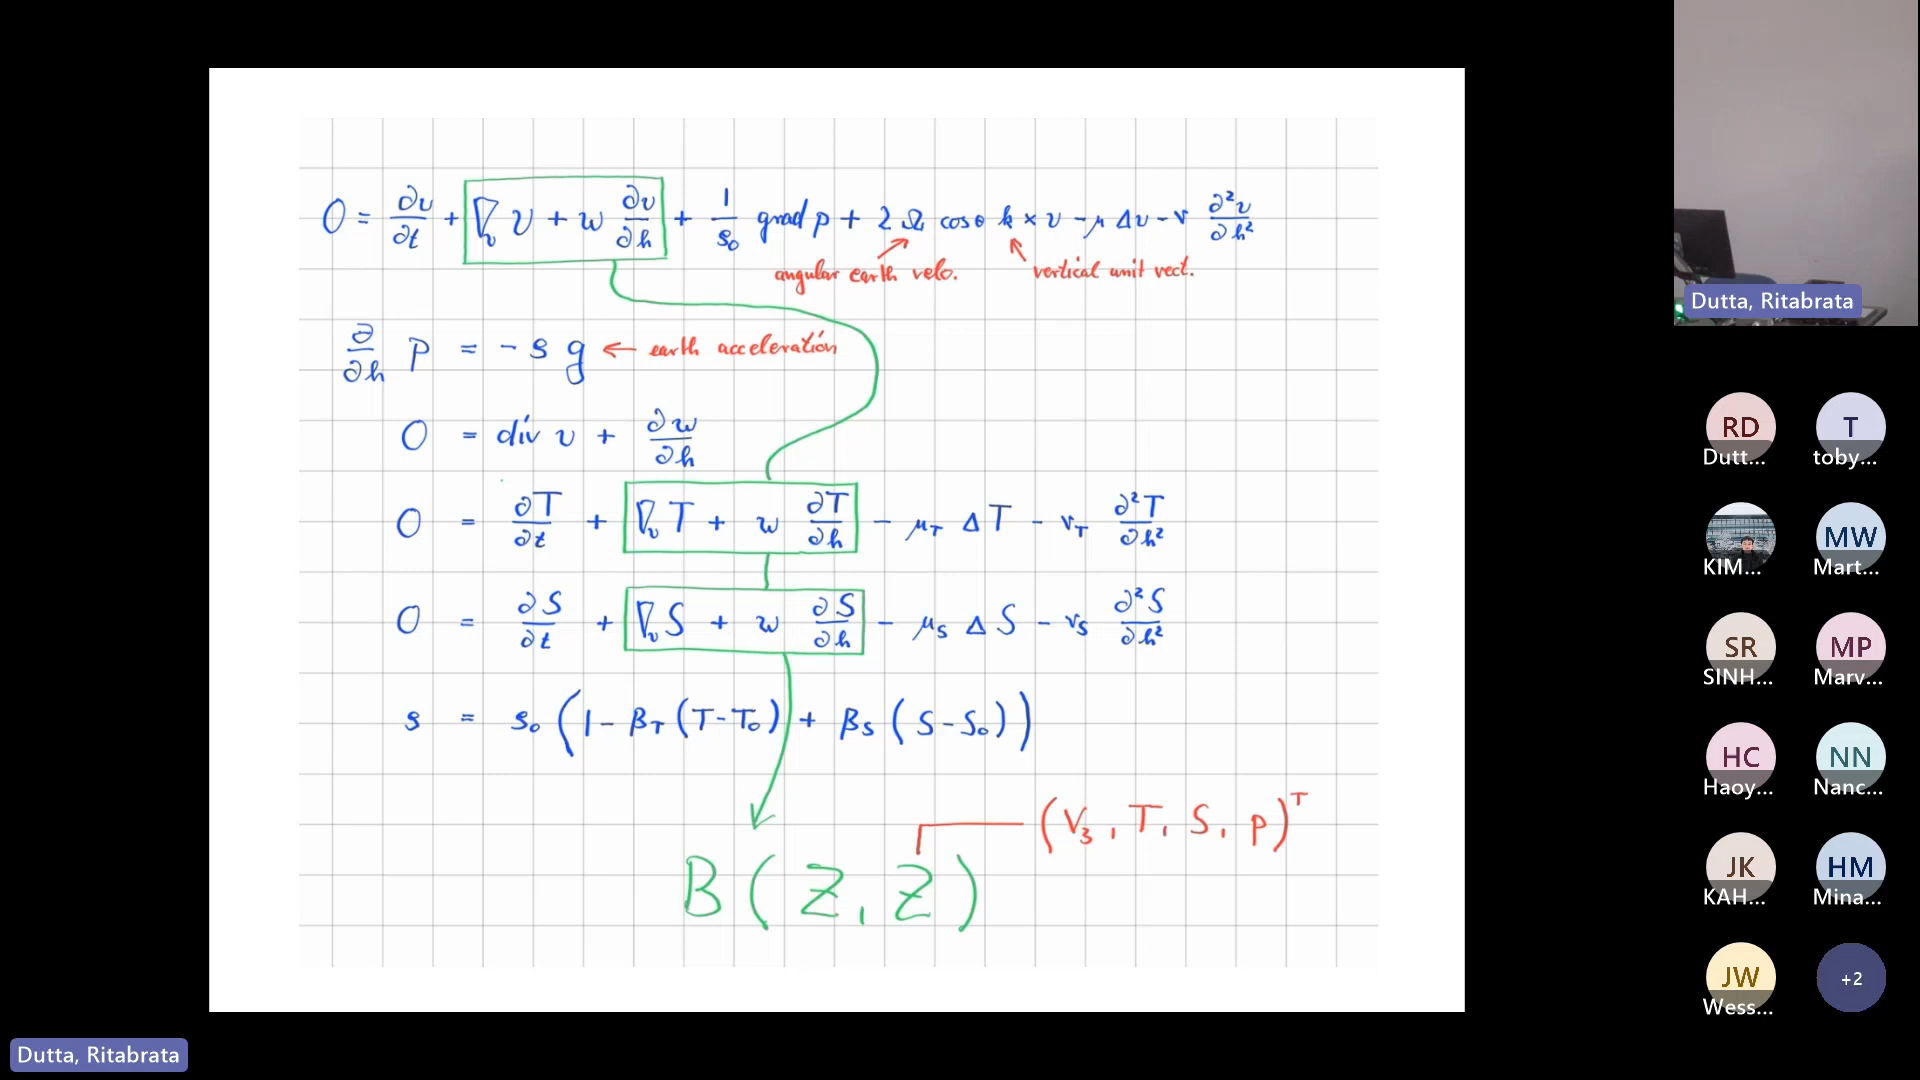 0 = ∂v/∂t + ∇ᵥ v + w ∂v/∂h + 1/ρ₀ grad p + 2 Ω cos θ k × v − μ Δv − ν ∂²v/∂h²
angular earth velo.
vertical unit vect.
∂/∂h p = − ρ g ← earth acceleration
0 = div v + ∂w/∂h
0 = ∂T/∂t + ∇ᵥ T + w ∂T/∂h − μ_T Δ T − ν_T ∂²T/∂h²
0 = ∂S/∂t + ∇ᵥ S + w ∂S/∂h − μ_S Δ S − ν_S ∂²S/∂h²
ρ = ρ₀ (1 − β_T (T − T₀) + β_S (S − S₀))
(V₃, T, S, p)ᵀ
B ( Z, Z )
Dutta, Ritabrata
RD
Dutt...
T
toby...
KIM...
MW
Mart...
SR
SINH...
MP
Marv...
HC
Haoy...
NN
Nanc...
JK
KAH...
HM
Mina...
JW
Wess...
+2
Dutta, Ritabrata